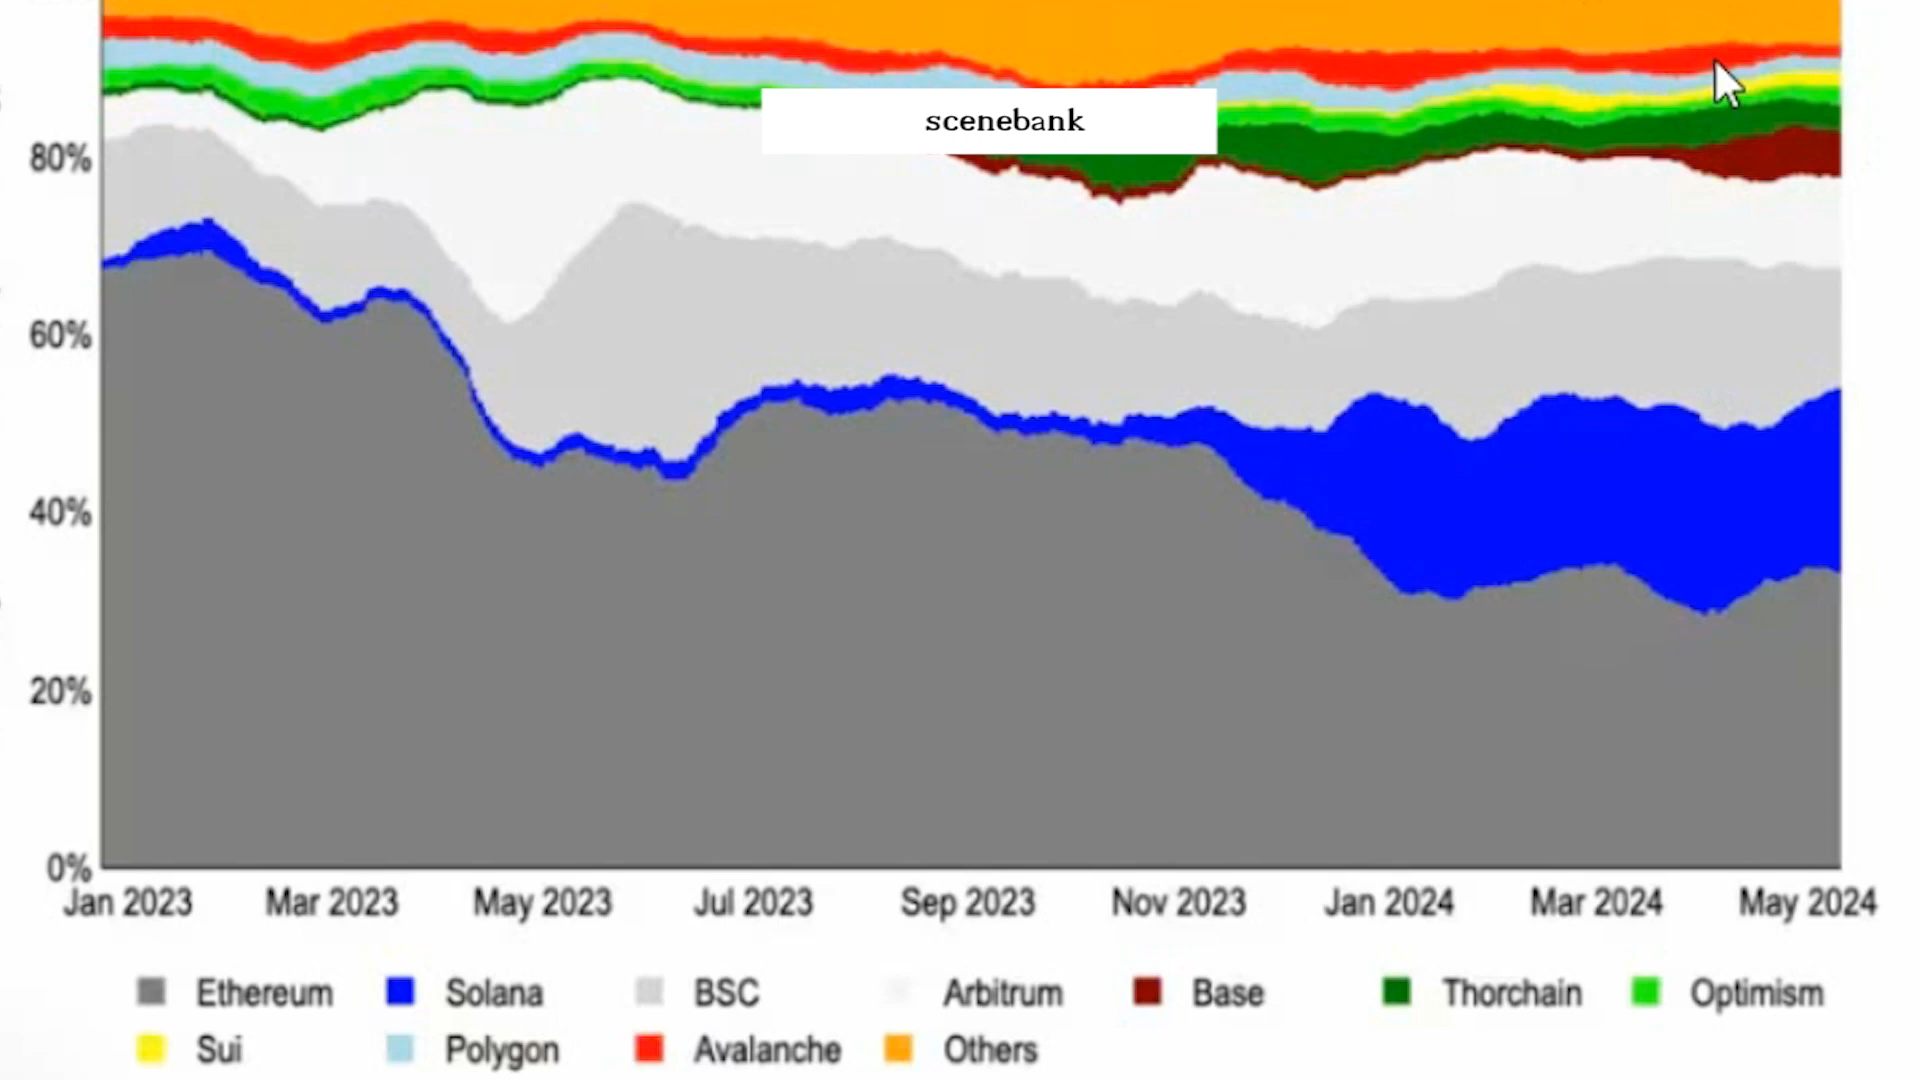 scenebank
80%
60%
40%
20%
0%
Jan 2023 Mar 2023 May 2023 Jul 2023 Sep 2023 Nov 2023 Jan 2024 Mar 2024 May 2024
Ethereum Solana BSC Arbitrum Base Thorchain Optimism
Sui Polygon Avalanche Others